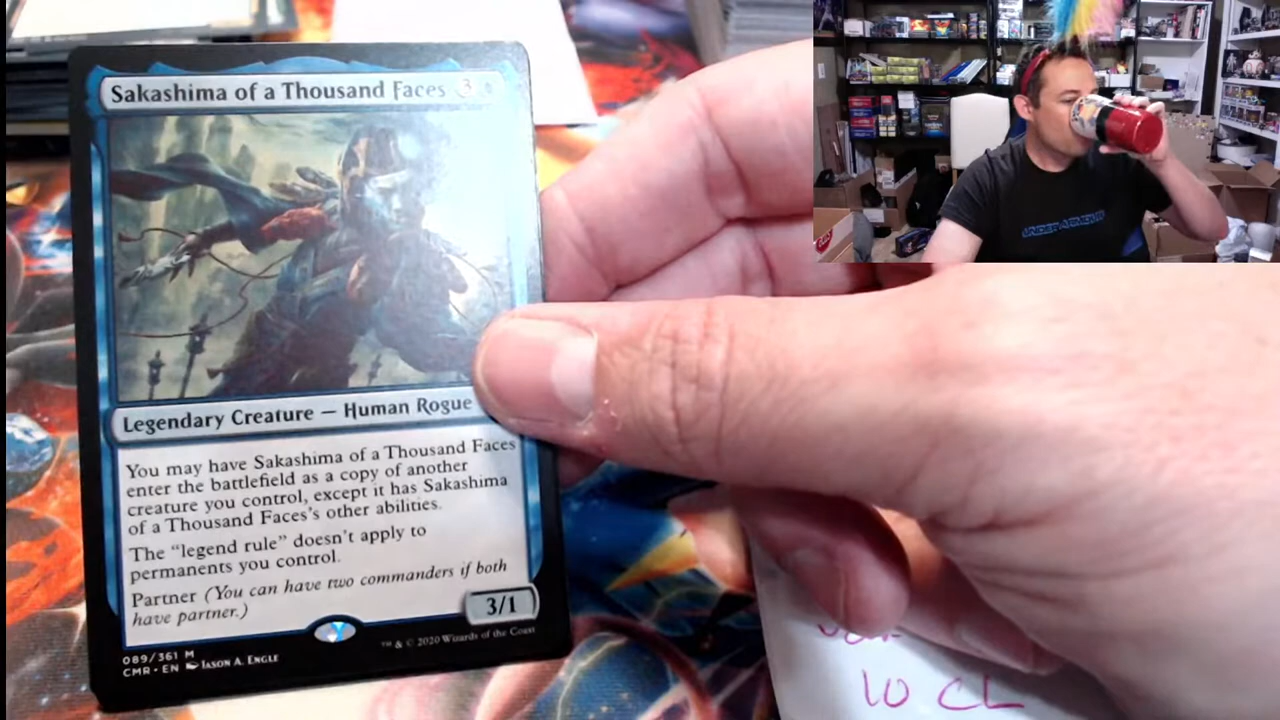 Sakashima of a Thousand Faces 3
Legendary Creature — Human Rogue
You may have Sakashima of a Thousand Faces
enter the battlefield as a copy of another
creature you control, except it has Sakashima
of a Thousand Faces's other abilities.
The “legend rule” doesn't apply to
permanents you control.
Partner (You can have two commanders if both
have partner.)
3/1
089/361 M
CMR • EN Jason A. Engle
™ & © 2020 Wizards of the Coast
UNDER ARMOUR
10 CL